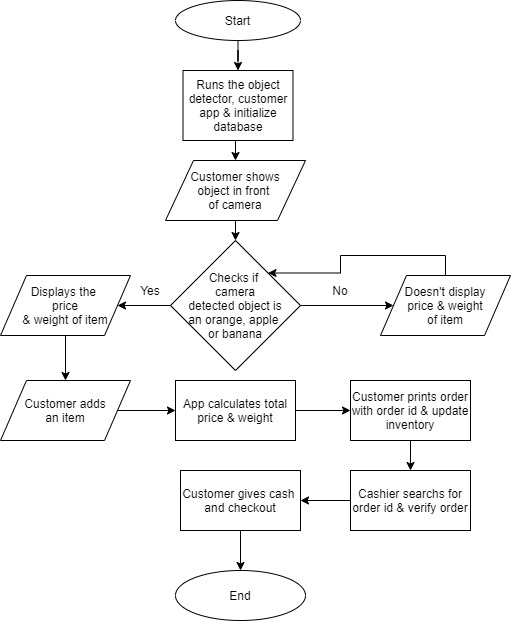 Start
Runs the object
detector, customer
app & initialize
database
Customer shows
object in front
of camera
Checks if
camera
detected object is
an orange, apple
or banana
Yes
No
Displays the
price
& weight of item
Doesn't display
price & weight
of item
Customer adds
an item
App calculates total
price & weight
Customer prints order
with order id & update
inventory
Customer gives cash
and checkout
Cashier searchs for
order id & verify order
End